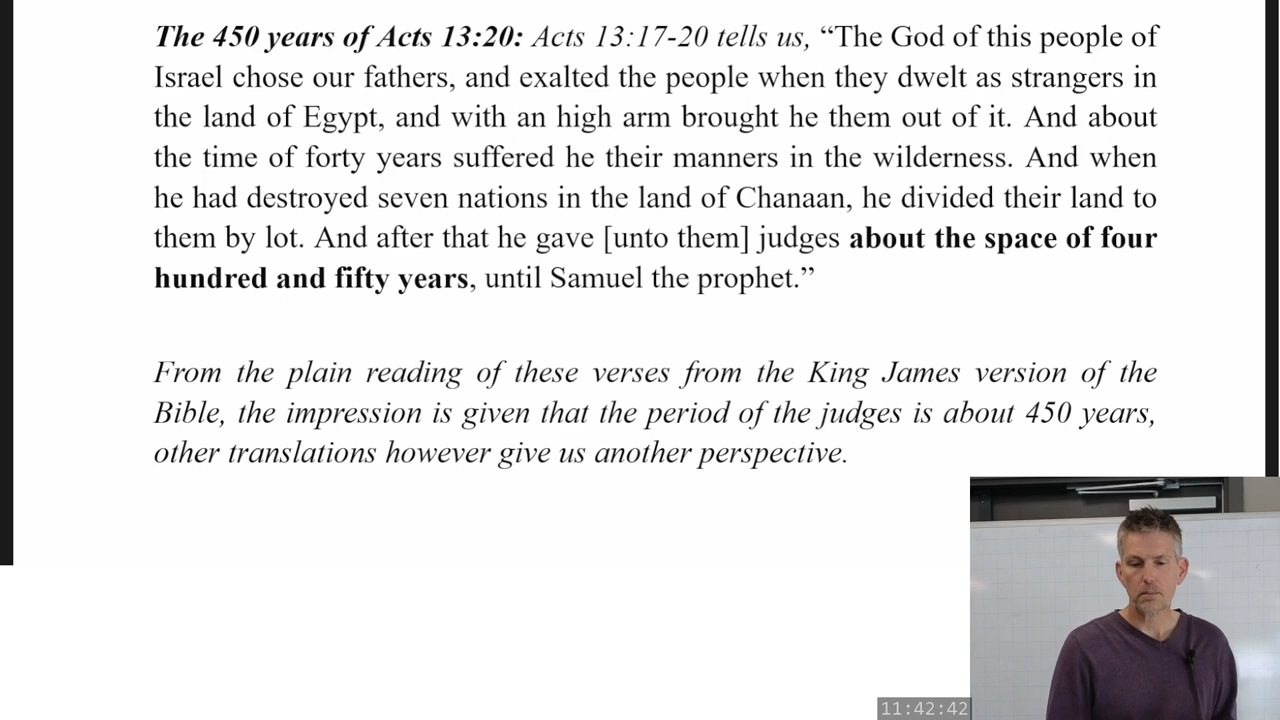 The 450 years of Acts 13:20: Acts 13:17-20 tells us, “The God of this people of
Israel chose our fathers, and exalted the people when they dwelt as strangers in
the land of Egypt, and with an high arm brought he them out of it. And about
the time of forty years suffered he their manners in the wilderness. And when
he had destroyed seven nations in the land of Chanaan, he divided their land to
them by lot. And after that he gave [unto them] judges about the space of four
hundred and fifty years, until Samuel the prophet.”
From the plain reading of these verses from the King James version of the
Bible, the impression is given that the period of the judges is about 450 years,
other translations however give us another perspective.
11:42:42